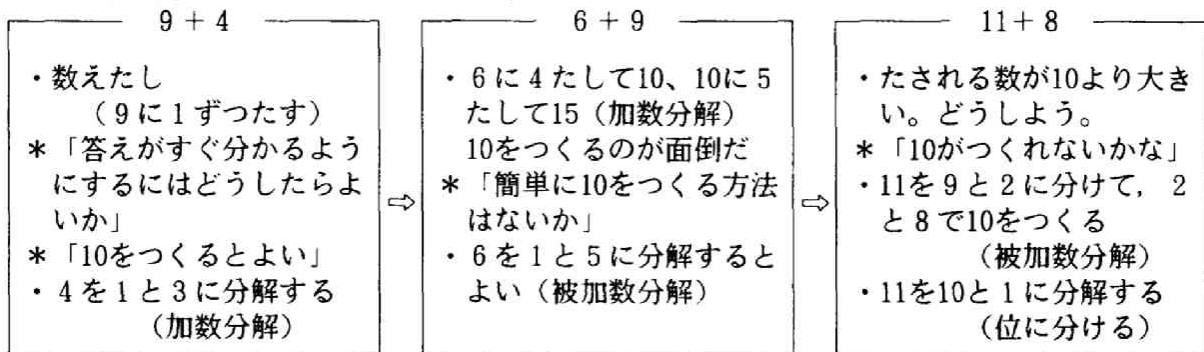 9+4
・数えたし
(9に1ずつたす)
*「答えがすぐ分かるよう
にするにはどうしたらよ
いか」
*「10をつくるとよい」
・4を1と3に分解する
(加数分解)
⇨
6+9
・6に4たして10、10に5
たして15(加数分解)
10をつくるのが面倒だ
*「簡単に10をつくる方法
はないか」
・6を1と5に分解すると
よい(被加数分解)
⇨
11+8
・たされる数が10より大き
い。どうしよう。
*「10がつくれないかな」
・11を9と2に分けて,2
と8で10をつくる
(被加数分解)
・11を10と1に分解する
(位に分ける)